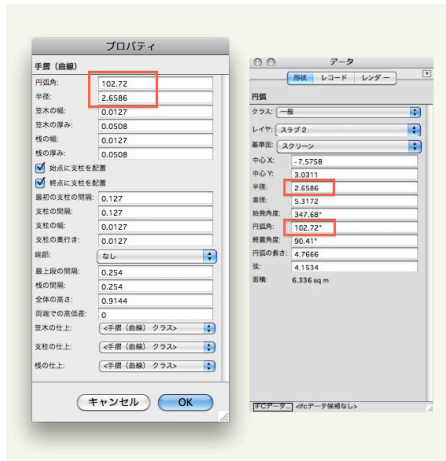 プロパティ
手摺（曲線）
円弧角: 102.72
半径: 2.6586
笠木の幅: 0.0127
笠木の厚み: 0.0508
桟の幅: 0.0127
桟の厚み: 0.0508
始点に支柱を配置
終点に支柱を配置
最初の支柱の間隔: 0.127
支柱の間隔: 0.127
支柱の幅: 0.0127
支柱の奥行き: 0.0127
端部: なし
最上段の間隔: 0.254
桟の間隔: 0.254
全体の高さ: 0.9144
両端での高低差: 0
笠木の仕上: <手摺（曲線）クラス>
支柱の仕上: <手摺（曲線）クラス>
桟の仕上: <手摺（曲線）クラス>
キャンセル OK
データ
形状 レコード レンダー
円弧
クラス: 一般
レイヤ: スラブ 2
基準面: スクリーン
中心 X: -7.5758
中心 Y: 3.0311
半径: 2.6586
直径: 5.3172
始発角度: 347.68°
円弧角: 102.72°
終着角度: 90.41°
円弧の長さ: 4.7666
弦: 4.1534
面積: 6.336 sq m
IFCデータ... <ifcデータ候補なし>